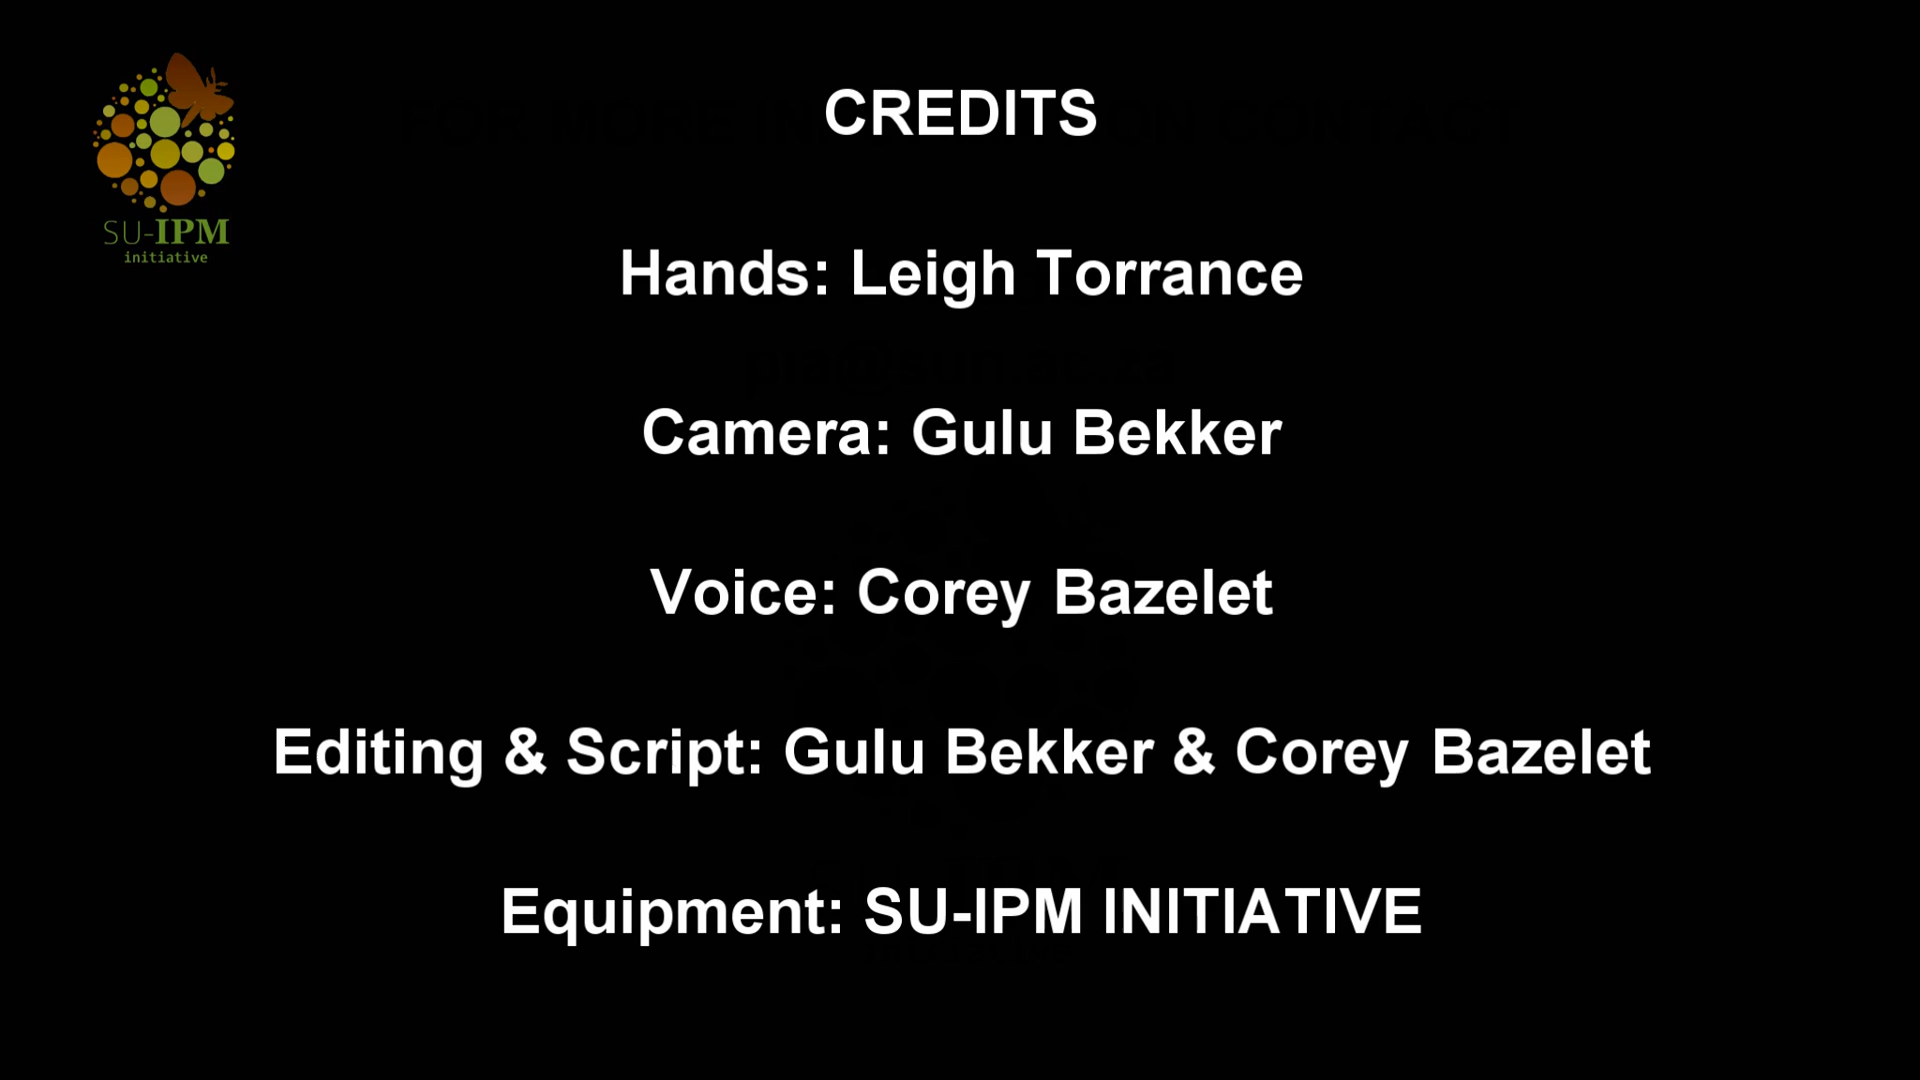 CREDITS
SU-IPM
initiative
Hands: Leigh Torrance
Camera: Gulu Bekker
Voice: Corey Bazelet
Editing & Script: Gulu Bekker & Corey Bazelet
Equipment: SU-IPM INITIATIVE